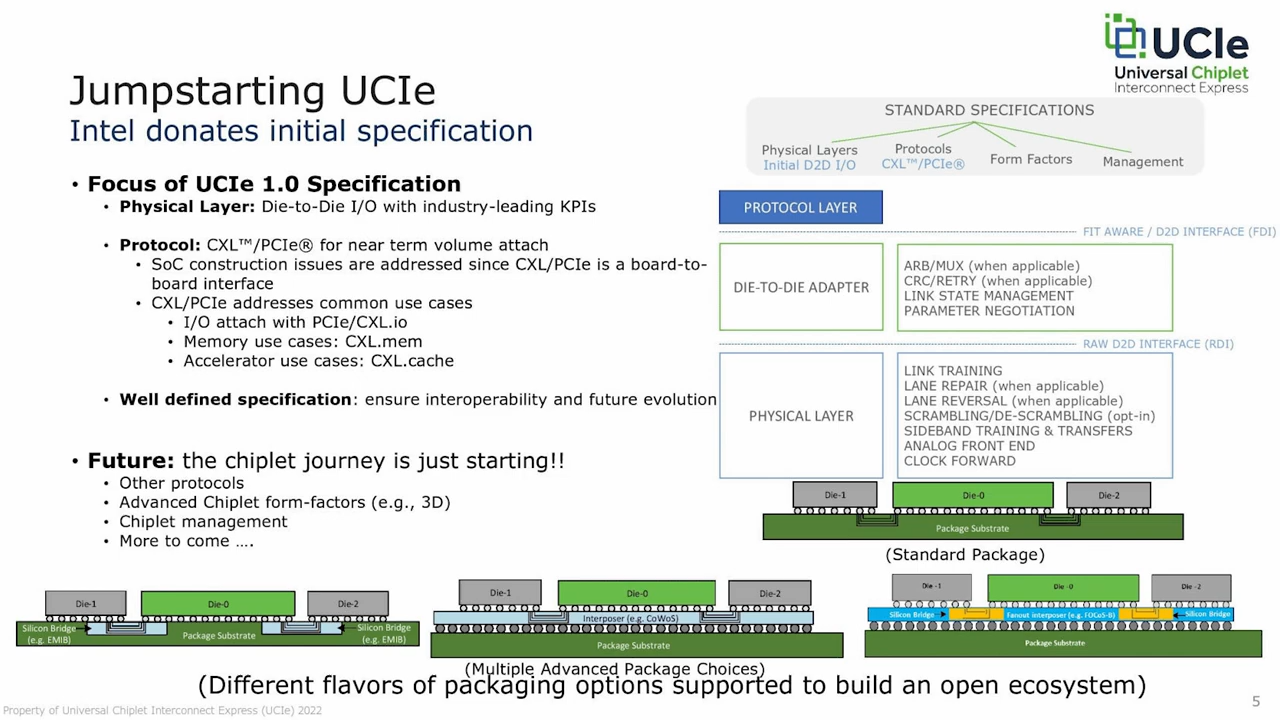 UCIe
Universal Chiplet
Interconnect Express
Jumpstarting UCIe
Intel donates initial specification
• Focus of UCIe 1.0 Specification
• Physical Layer: Die-to-Die I/O with industry-leading KPIs
• Protocol: CXL™/PCIe® for near term volume attach
• SoC construction issues are addressed since CXL/PCIe is a board-to-
board interface
• CXL/PCIe addresses common use cases
• I/O attach with PCIe/CXL.io
• Memory use cases: CXL.mem
• Accelerator use cases: CXL.cache
• Well defined specification: ensure interoperability and future evolution
• Future: the chiplet journey is just starting!!
• Other protocols
• Advanced Chiplet form-factors (e.g., 3D)
• Chiplet management
• More to come ….
STANDARD SPECIFICATIONS
Physical Layers
Initial D2D I/O
Protocols
CXL™/PCIe®
Form Factors
Management
PROTOCOL LAYER
FIT AWARE / D2D INTERFACE (FDI)
DIE-TO-DIE ADAPTER
ARB/MUX (when applicable)
CRC/RETRY (when applicable)
LINK STATE MANAGEMENT
PARAMETER NEGOTIATION
RAW D2D INTERFACE (RDI)
PHYSICAL LAYER
LINK TRAINING
LANE REPAIR (when applicable)
LANE REVERSAL (when applicable)
SCRAMBLING/DE-SCRAMBLING (opt-in)
SIDEBAND TRAINING & TRANSFERS
ANALOG FRONT END
CLOCK FORWARD
Die-1
Die-0
Die-2
Package Substrate
(Standard Package)
Die-1
Die-0
Die-2
Silicon Bridge
(e.g. EMIB)
Package Substrate
Silicon Bridge
(e.g. EMIB)
Die-1
Die-0
Die-2
Interposer (e.g. CoWoS)
Package Substrate
Die -1
Die -0
Die -2
Silicon Bridge
Fanout Interposer (e.g. FOCoS-B)
Silicon Bridge
Package Substrate
(Multiple Advanced Package Choices)
(Different flavors of packaging options supported to build an open ecosystem)
Property of Universal Chiplet Interconnect Express (UCIe) 2022
5